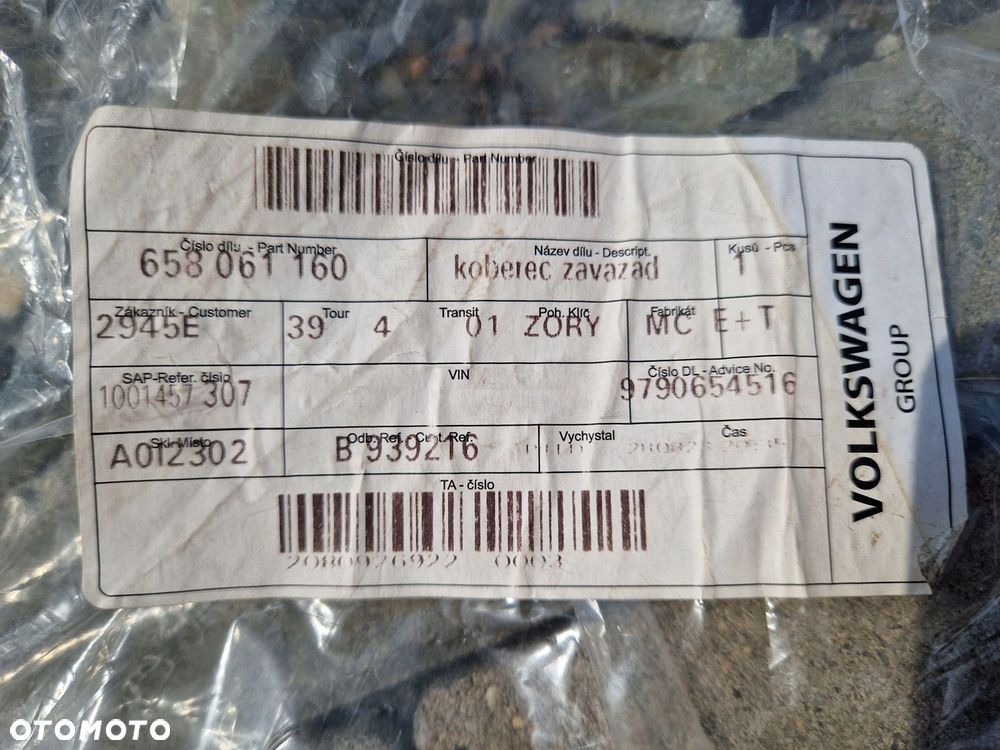 Číslo dílu - Part Number
Číslo dílu - Part Number
658 061 160
Název dílu - Descript.
koberec zavazad
Kusů - Pcs
1
Zákazník - Customer
2945E
Tour
39 4
Transit
01
Poh. Klíč
ZORY
Fabrikát
MC E+T
SAP-Refer. číslo
1001457 307
VIN
Číslo DL - Advice No.
9790654516
Skl. Místo
A012302
Odb. Ref. - Cust. Ref.
B 939216
Vychystal
Čas
TA - číslo
2080926922 0003
VOLKSWAGEN
GROUP
OTOMOTO